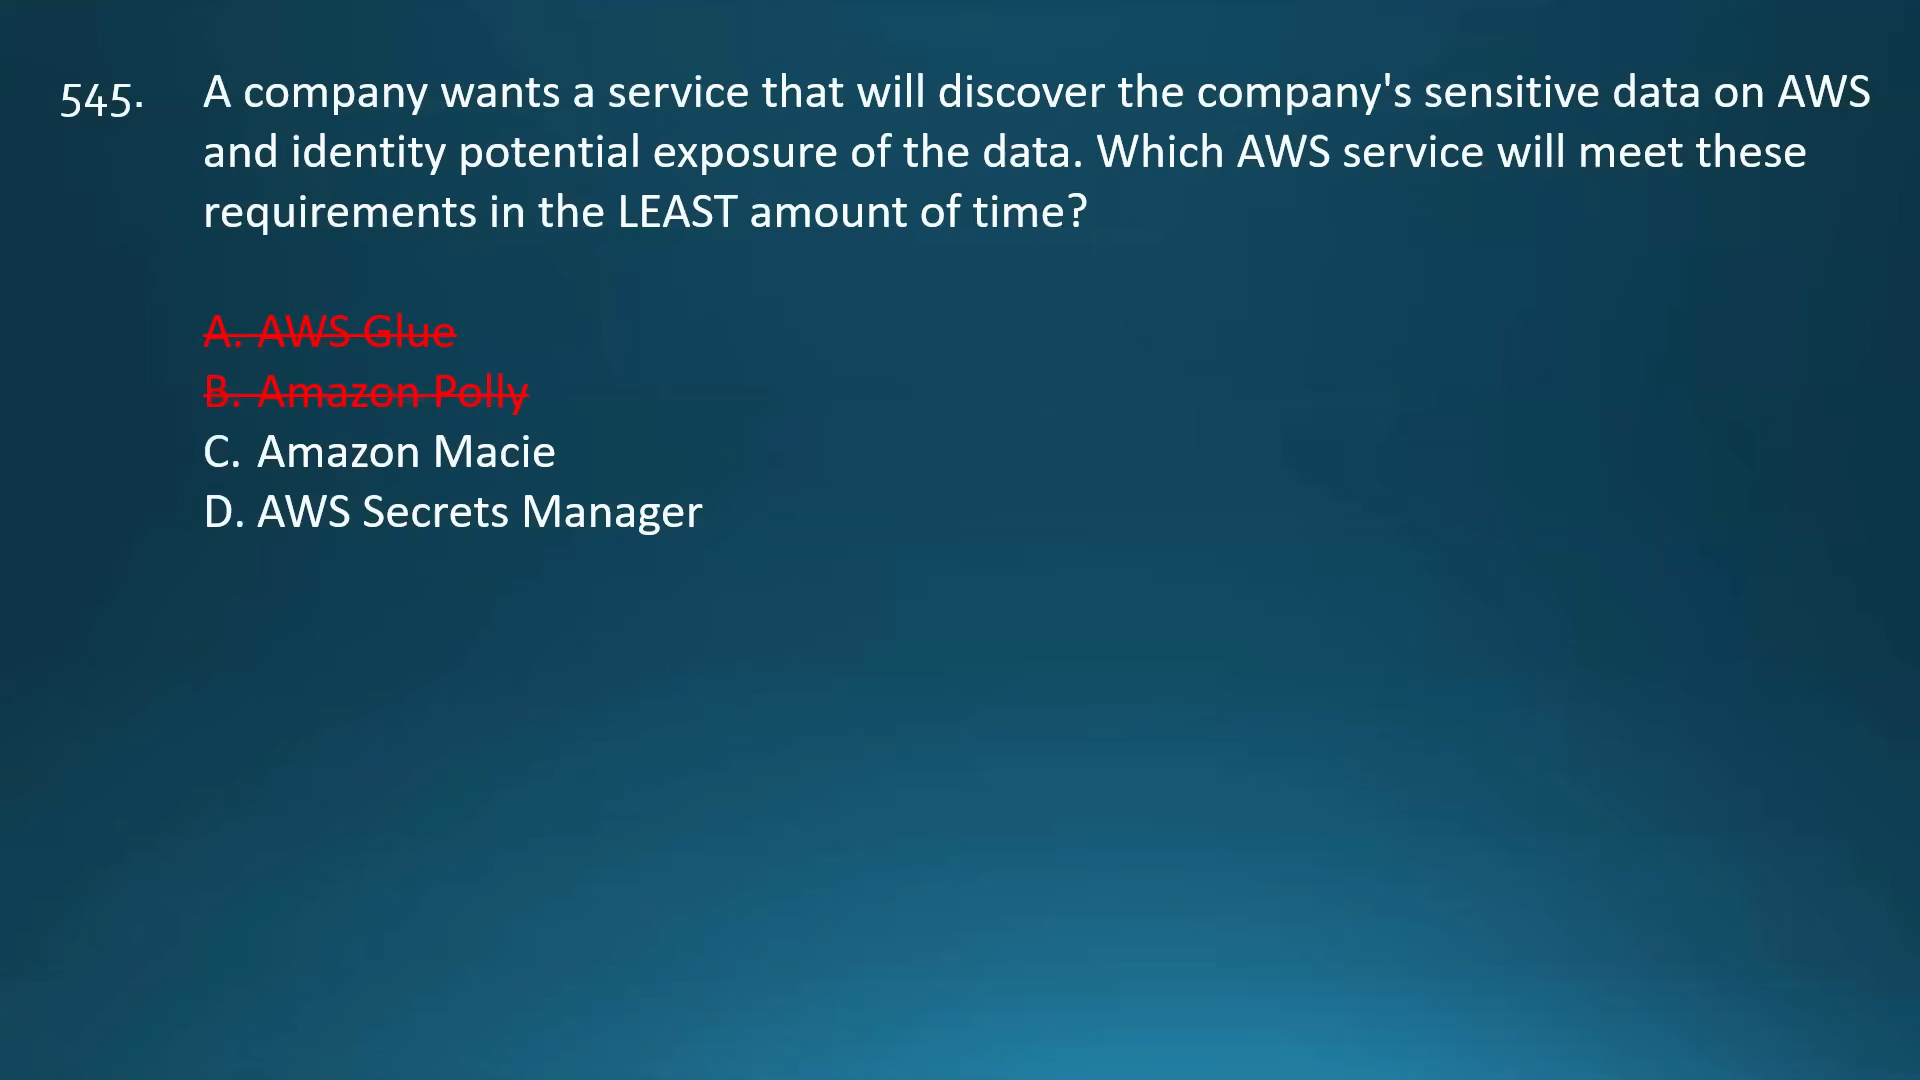 545. A company wants a service that will discover the company's sensitive data on AWS
and identity potential exposure of the data. Which AWS service will meet these
requirements in the LEAST amount of time?
A. AWS Glue
B. Amazon Polly
C. Amazon Macie
D. AWS Secrets Manager